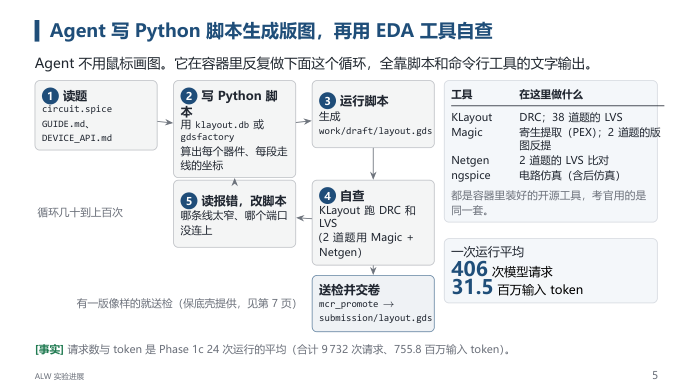 Agent 写 Python 脚本生成版图，再用 EDA 工具自查
Agent 不用鼠标画图。它在容器里反复做下面这个循环，全靠脚本和命令行工具的文字输出。
1 读题
circuit.spice
GUIDE.md、
DEVICE_API.md
2 写 Python 脚
本
用 klayout.db 或
gdsfactory
算出每个器件、每段走
线的坐标
3 运行脚本
生成
work/draft/layout.gds
4 自查
KLayout 跑 DRC 和
LVS
(2 道题用 Magic +
Netgen）
5 读报错，改脚本
哪条线太窄、哪个端口
没连上
循环几十到上百次
送检并交卷
mcr_promote →
submission/layout.gds
有一版像样的就送检（保底壳提供，见第 7 页）
工具 在这里做什么
KLayout DRC；38 道题的 LVS
Magic 寄生提取（PEX）；2 道题的版
图反提
Netgen 2 道题的 LVS 比对
ngspice 电路仿真（含后仿真）
都是容器里装好的开源工具，考官用的是
同一套。
一次运行平均
406 次模型请求
31.5 百万输入 token
[事实] 请求数与 token 是 Phase 1c 24 次运行的平均（合计 9 732 次请求、755.8 百万输入 token）。
ALW 实验进展
5